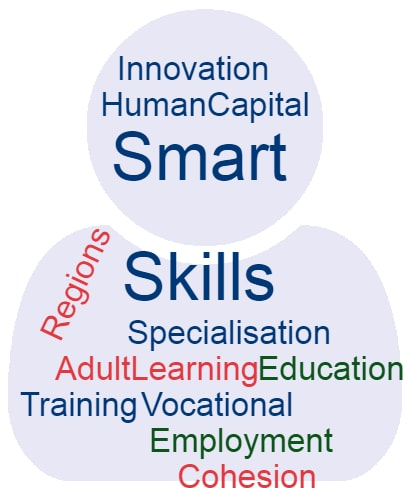 Innovation
HumanCapital
Smart
Regions
Skills
Specialisation
AdultLearning Education
Training Vocational
Employment
Cohesion